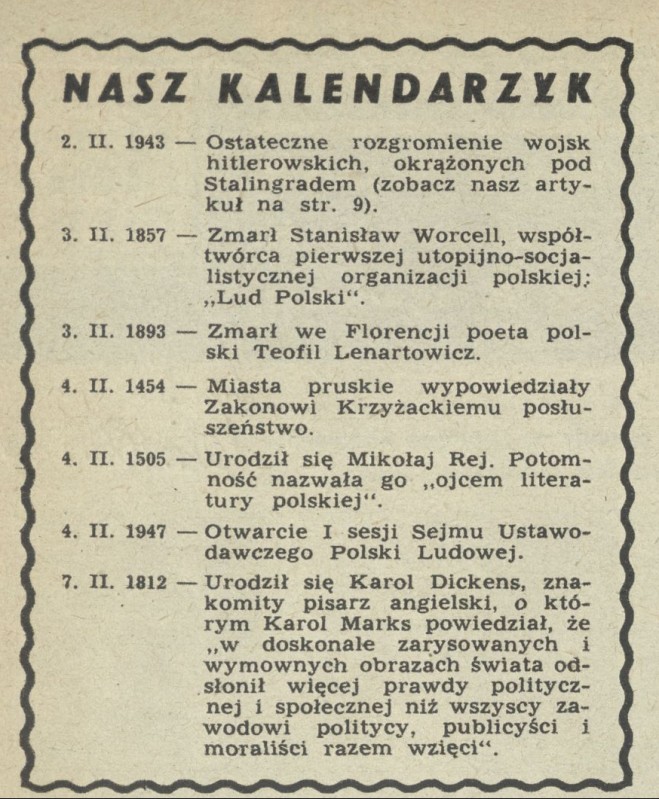 NASZ KALENDARZYK
2. II. 1943 — Ostateczne rozgromienie wojsk
hitlerowskich, okrążonych pod
Stalingradem (zobacz nasz arty-
kuł na str. 9).
3. II. 1857 — Zmarł Stanisław Worcell, współ-
twórca pierwszej utopijno-socja-
listycznej organizacji polskiej:
„Lud Polski“.
3. II. 1893 — Zmarł we Florencji poeta pol-
ski Teofil Lenartowicz.
4. II. 1454 — Miasta pruskie wypowiedziały
Zakonowi Krzyżackiemu posłu-
szeństwo.
4. II. 1505 — Urodził się Mikołaj Rej. Potom-
ność nazwała go „ojcem litera-
tury polskiej“.
4. II. 1947 — Otwarcie I sesji Sejmu Ustawo-
dawczego Polski Ludowej.
7. II. 1812 — Urodził się Karol Dickens, zna-
komity pisarz angielski, o któ-
rym Karol Marks powiedział, że
„w doskonale zarysowanych i
wymownych obrazach świata od-
słonił więcej prawdy politycz-
nej i społecznej niż wszyscy za-
wodowi politycy, publicyści i
moraliści razem wzięci“.